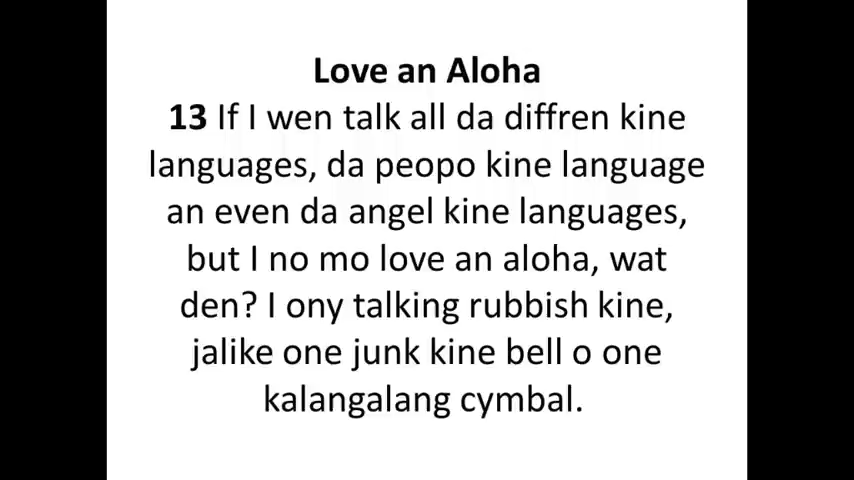 Love an Aloha
13 If I wen talk all da diffren kine
languages, da peopo kine language
an even da angel kine languages,
but I no mo love an aloha, wat
den? I ony talking rubbish kine,
jalike one junk kine bell o one
kalangalang cymbal.